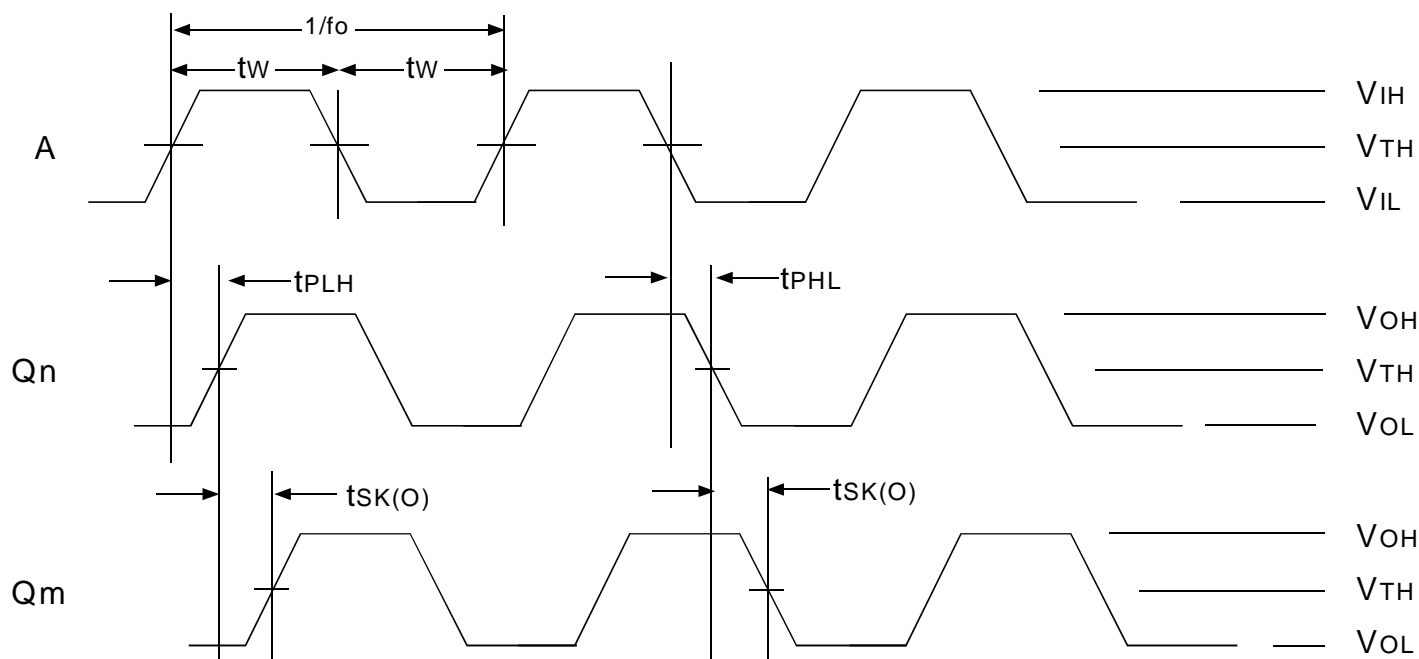 1/fo
tW tW
VIH
A VTH
VIL
tPLH tPHL
VOH
Qn VTH
VOL
tSK(O) tSK(O)
VOH
Qm VTH
VOL